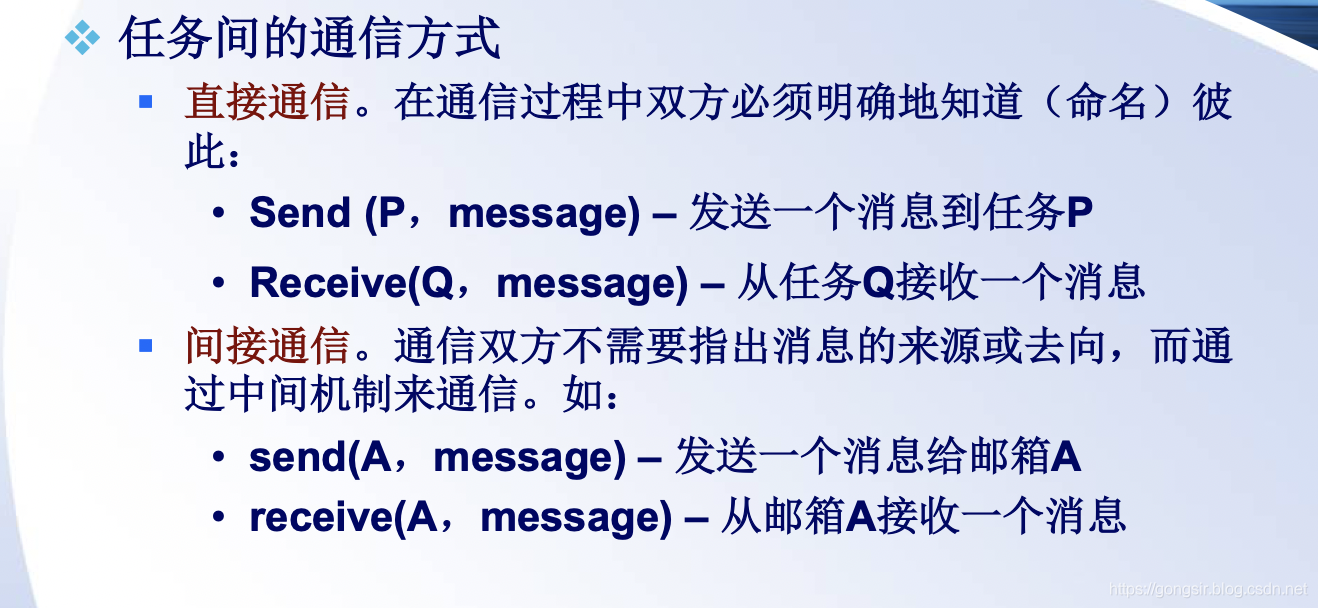 任务间的通信方式
直接通信。在通信过程中双方必须明确地知道（命名）彼
此：
• Send (P，message) – 发送一个消息到任务P
• Receive(Q，message) – 从任务Q接收一个消息
间接通信。通信双方不需要指出消息的来源或去向，而通
过中间机制来通信。如：
• send(A，message) – 发送一个消息给邮箱A
• receive(A，message) – 从邮箱A接收一个消息
https://gongsir.blog.csdn.net